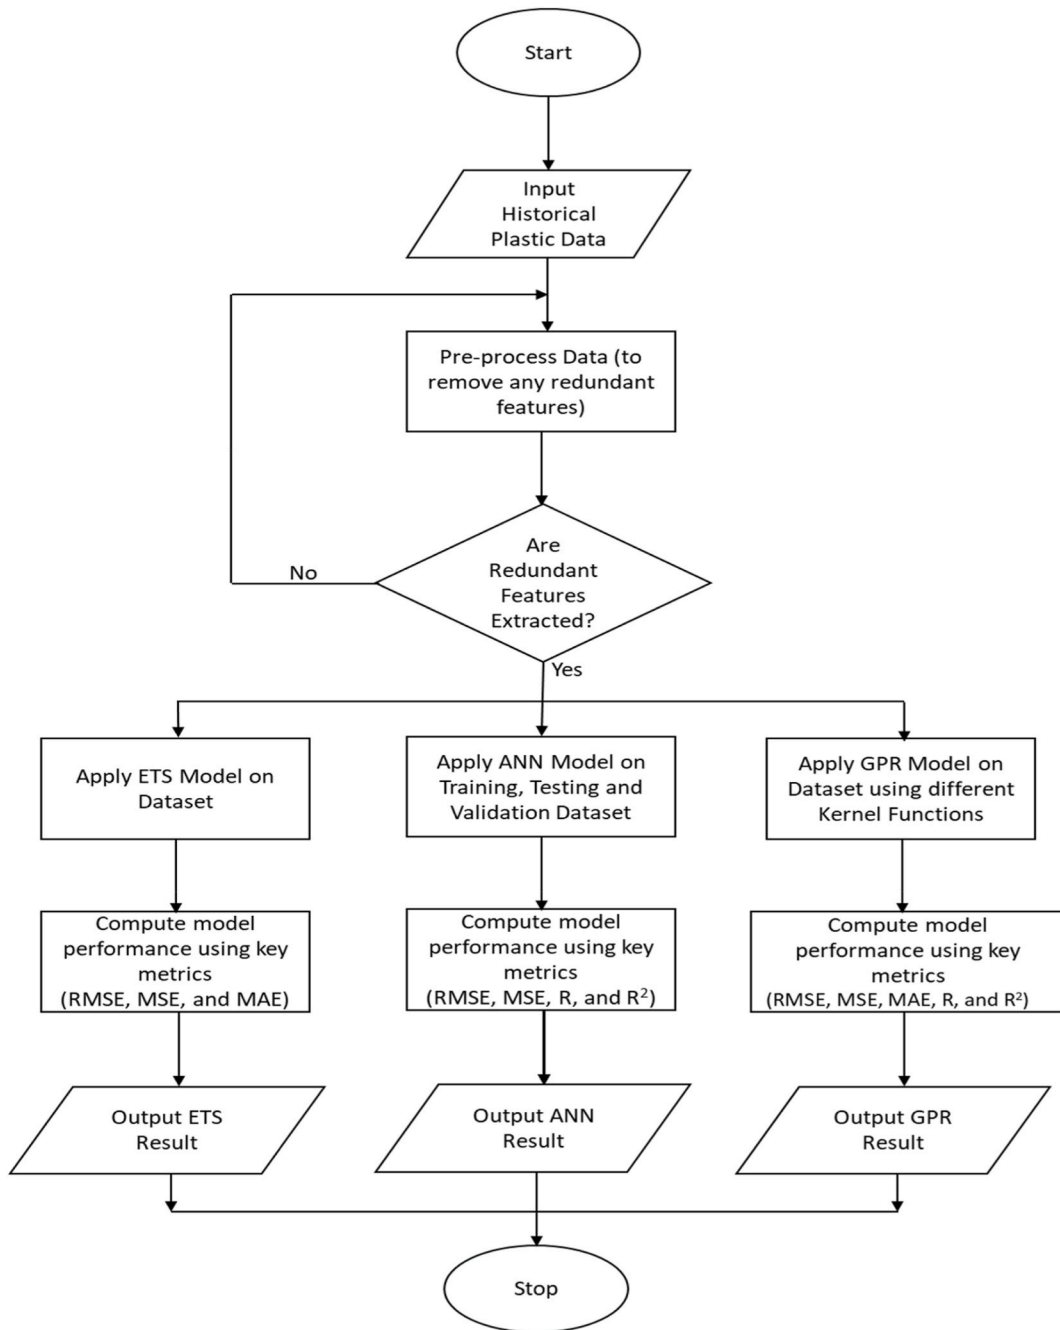 Start
Input
Historical
Plastic Data
Pre-process Data (to
remove any redundant
features)
Are
Redundant
Features
Extracted?
No
Yes
Apply ETS Model on
Dataset
Apply ANN Model on
Training, Testing and
Validation Dataset
Apply GPR Model on
Dataset using different
Kernel Functions
Compute model
performance using key
metrics
(RMSE, MSE, and MAE)
Compute model
performance using key
metrics
(RMSE, MSE, R, and R²)
Compute model
performance using key
metrics
(RMSE, MSE, MAE, R, and R²)
Output ETS
Result
Output ANN
Result
Output GPR
Result
Stop